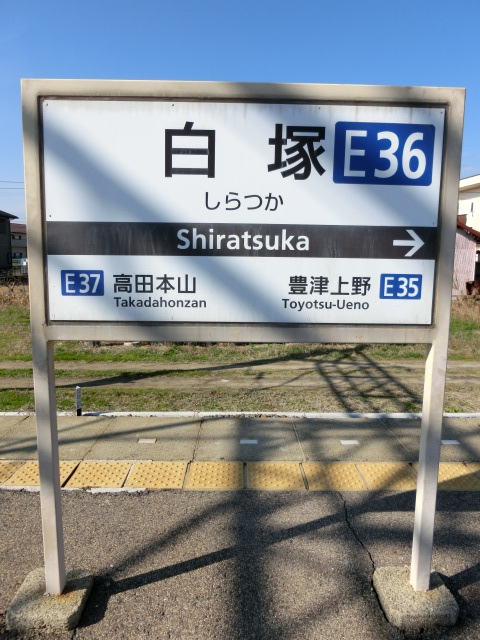 白塚 E36
しらつか
Shiratsuka →
E37 高田本山 豊津上野 E35
Takadahonzan Toyotsu-Ueno